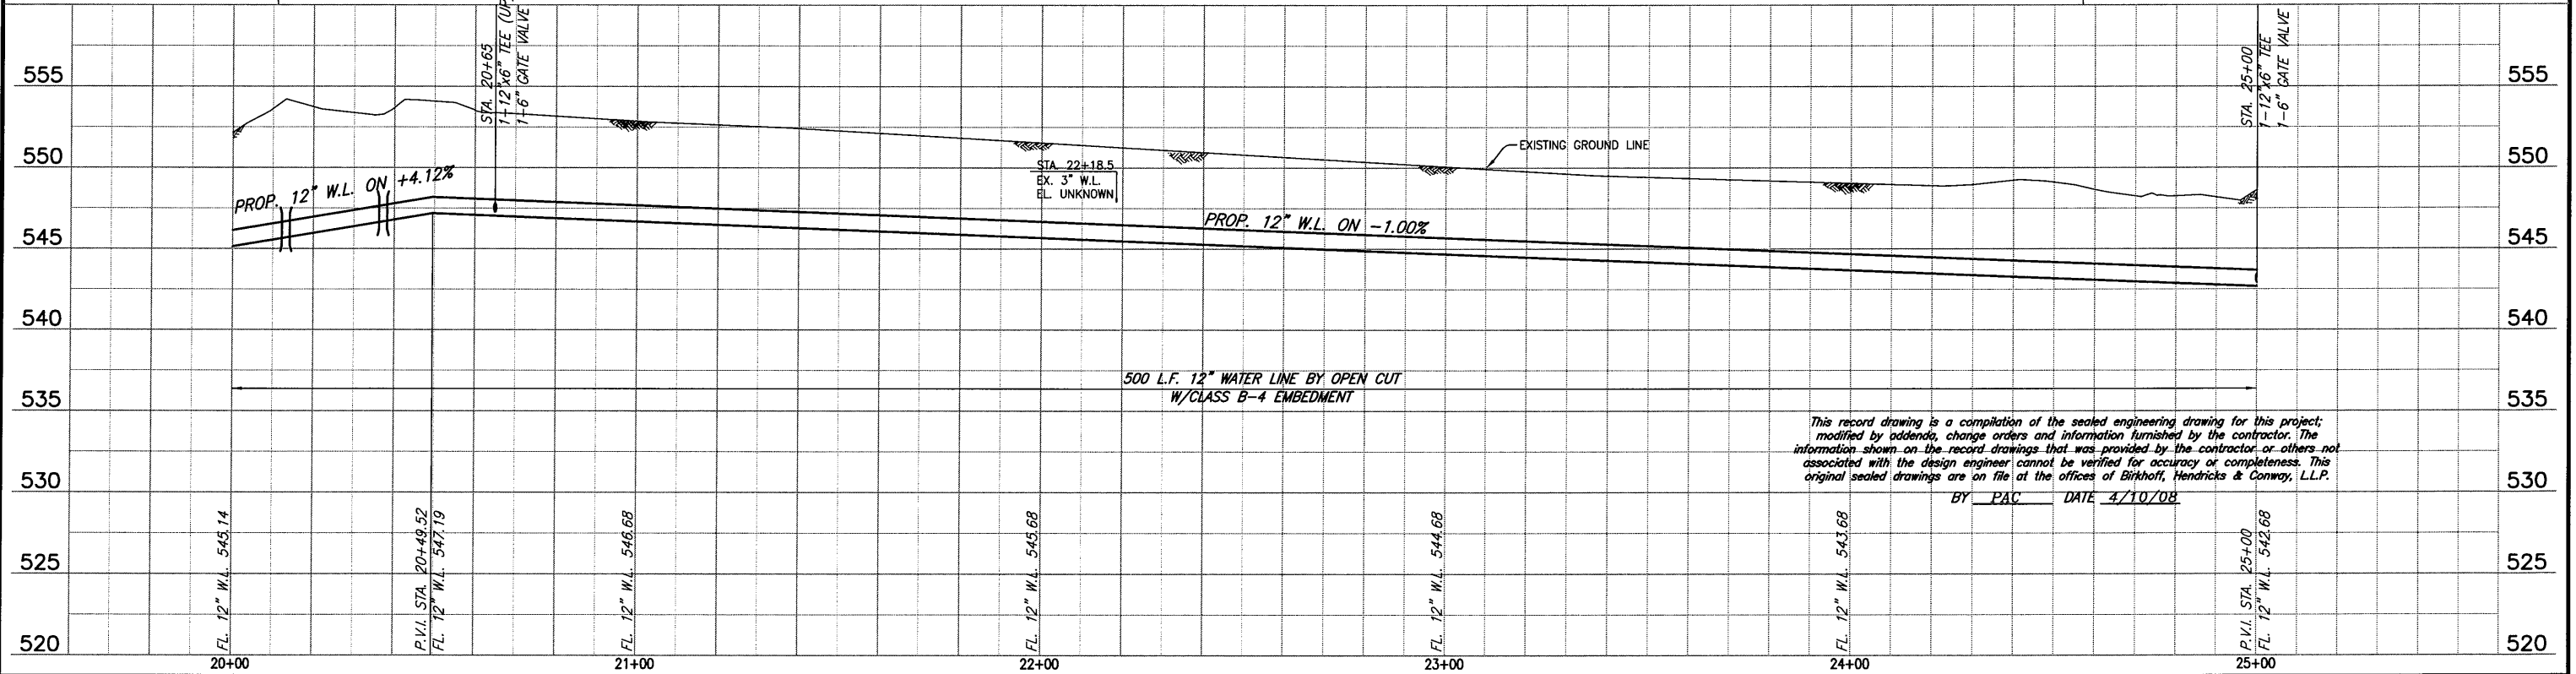 STA. 20+65
1-12"x6" TEE (UP
1-6" GATE VALVE
STA. 25+00
1-12"x6" TEE
1-6" GATE VALVE
555
555
550
550
545
545
540
540
535
535
530
530
525
525
520
520
EXISTING GROUND LINE
STA. 22+18.5
EX. 3" W.L.
EL. UNKNOWN
PROP. 12" W.L. ON +4.12%
PROP. 12" W.L. ON -1.00%
500 L.F. 12" WATER LINE BY OPEN CUT
W/CLASS B-4 EMBEDMENT
This record drawing is a compilation of the sealed engineering drawing for this project;
modified by addenda, change orders and information furnished by the contractor. The
information shown on the record drawings that was provided by the contractor or others not
associated with the design engineer cannot be verified for accuracy or completeness. This
original sealed drawings are on file at the offices of Birkhoff, Hendricks & Conway, L.L.P.
BY PAC DATE 4/10/08
FL. 12" W.L. 545.14
P.V.I. STA. 20+49.52
FL. 12" W.L. 547.19
FL. 12" W.L. 546.68
FL. 12" W.L. 545.68
FL. 12" W.L. 544.68
FL. 12" W.L. 543.68
P.V.I. STA. 25+00
FL. 12" W.L. 542.68
20+00
21+00
22+00
23+00
24+00
25+00